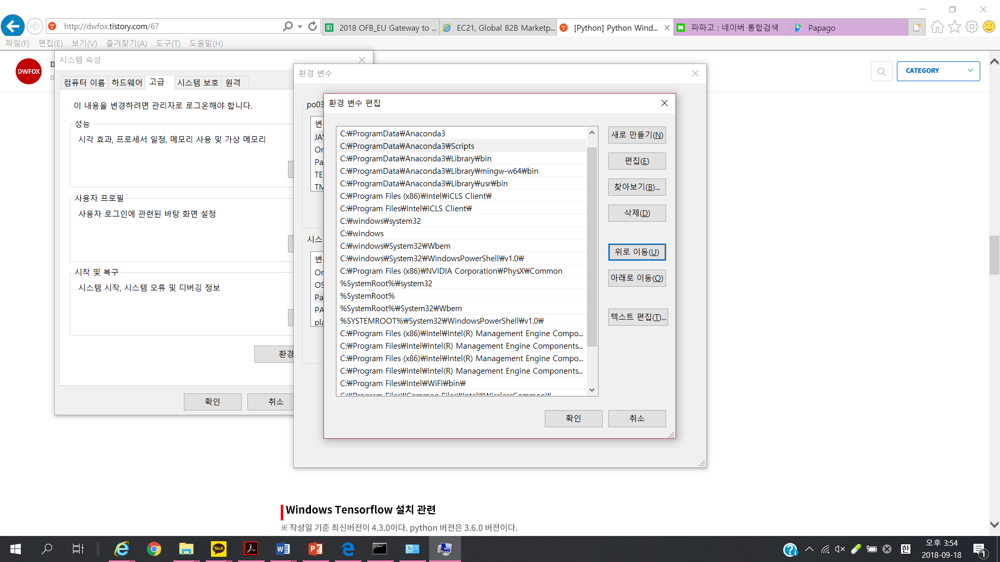 http://dwfox.tistory.com/67
2018 OFB_EU Gateway to ...
EC21, Global B2B Marketp...
[Python] Python Wind...
파파고 : 네이버 통합검색
Papago
파일(F) 편집(E) 보기(V) 즐겨찾기(A) 도구(T) 도움말(H)
DWFOX
CATEGORY
시스템 속성
컴퓨터 이름 하드웨어 고급 시스템 보호 원격
이 내용을 변경하려면 관리자로 로그온해야 합니다.
성능
시각 효과, 프로세서 일정, 메모리 사용 및 가상 메모리
사용자 프로필
사용자 로그인에 관련된 바탕 화면 설정
시작 및 복구
시스템 시작, 시스템 오류 및 디버깅 정보
환경
확인 취소
환경 변수
po03
변
JA
Or
Pa
TE
TM
시스
변
Or
OS
Pa
PA
pla
환경 변수 편집
C:₩ProgramData₩Anaconda3
C:₩ProgramData₩Anaconda3₩Scripts
C:₩ProgramData₩Anaconda3₩Library₩bin
C:₩ProgramData₩Anaconda3₩Library₩mingw-w64₩bin
C:₩ProgramData₩Anaconda3₩Library₩usr₩bin
C:₩Program Files (x86)₩Intel₩iCLS Client₩
C:₩Program Files₩Intel₩iCLS Client₩
C:₩windows₩system32
C:₩windows
C:₩windows₩System32₩Wbem
C:₩windows₩System32₩WindowsPowerShell₩v1.0₩
C:₩Program Files (x86)₩NVIDIA Corporation₩PhysX₩Common
%SystemRoot%₩system32
%SystemRoot%
%SystemRoot%₩System32₩Wbem
%SYSTEMROOT%₩System32₩WindowsPowerShell₩v1.0₩
C:₩Program Files (x86)₩Intel₩Intel(R) Management Engine Compo...
C:₩Program Files₩Intel₩Intel(R) Management Engine Components...
C:₩Program Files (x86)₩Intel₩Intel(R) Management Engine Compo...
C:₩Program Files₩Intel₩Intel(R) Management Engine Components...
C:₩Program Files₩Intel₩WiFi₩bin₩
C:₩Program Files₩Common Files₩Intel₩WirelessCommon₩
새로 만들기(N)
편집(E)
찾아보기(B)...
삭제(D)
위로 이동(U)
아래로 이동(O)
텍스트 편집(T)...
확인 취소
Windows Tensorflow 설치 관련
※ 작성일 기준 최신버전이 4.3.0이다. python 버전은 3.6.0 버전이다.
TALK
한
오후 3:54
2018-09-18
1